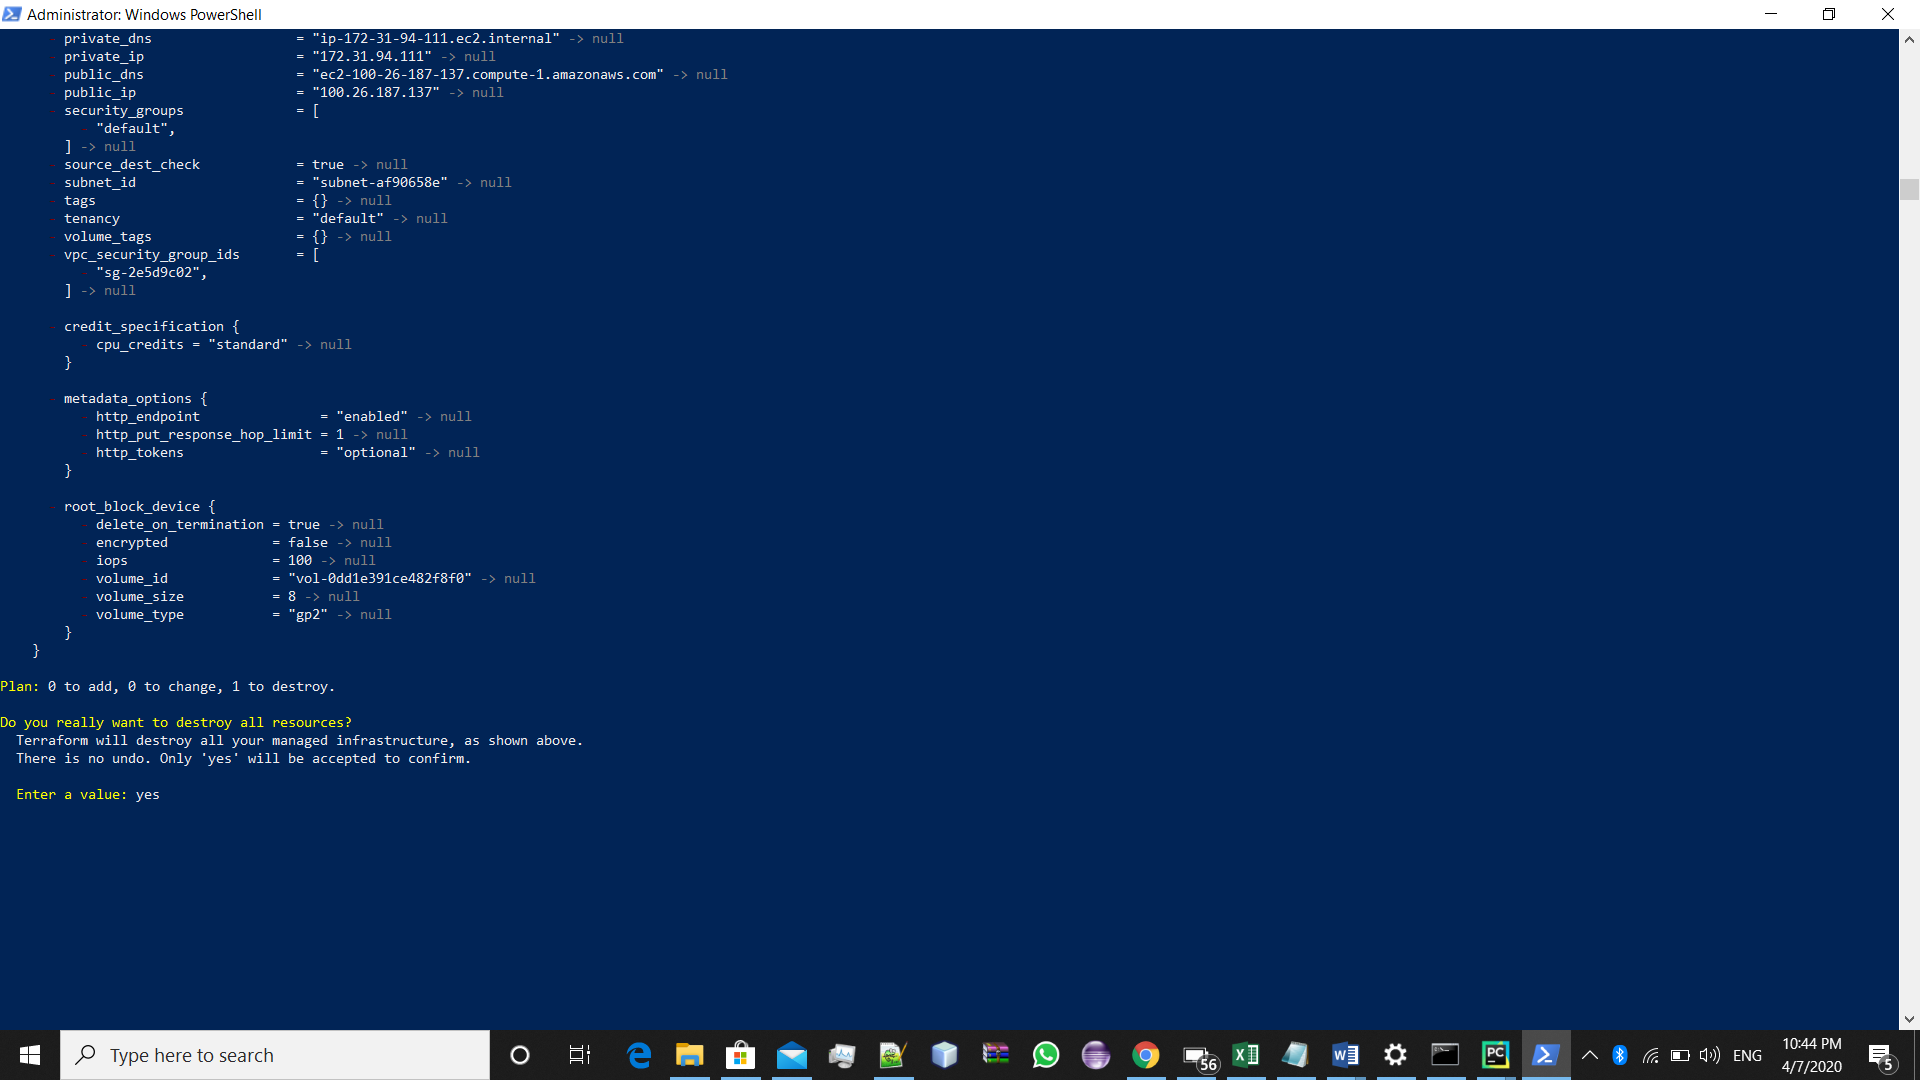 Administrator: Windows PowerShell
private_dns = "ip-172-31-94-111.ec2.internal" -> null
private_ip = "172.31.94.111" -> null
public_dns = "ec2-100-26-187-137.compute-1.amazonaws.com" -> null
public_ip = "100.26.187.137" -> null
security_groups = [
"default",
] -> null
source_dest_check = true -> null
subnet_id = "subnet-af90658e" -> null
tags = {} -> null
tenancy = "default" -> null
volume_tags = {} -> null
vpc_security_group_ids = [
"sg-2e5d9c02",
] -> null
credit_specification {
cpu_credits = "standard" -> null
}
metadata_options {
http_endpoint = "enabled" -> null
http_put_response_hop_limit = 1 -> null
http_tokens = "optional" -> null
}
root_block_device {
delete_on_termination = true -> null
encrypted = false -> null
iops = 100 -> null
volume_id = "vol-0dd1e391ce482f8f0" -> null
volume_size = 8 -> null
volume_type = "gp2" -> null
}
}
Plan: 0 to add, 0 to change, 1 to destroy.
Do you really want to destroy all resources?
Terraform will destroy all your managed infrastructure, as shown above.
There is no undo. Only 'yes' will be accepted to confirm.
Enter a value: yes
Type here to search
56
PC
ENG
10:44 PM
4/7/2020
5